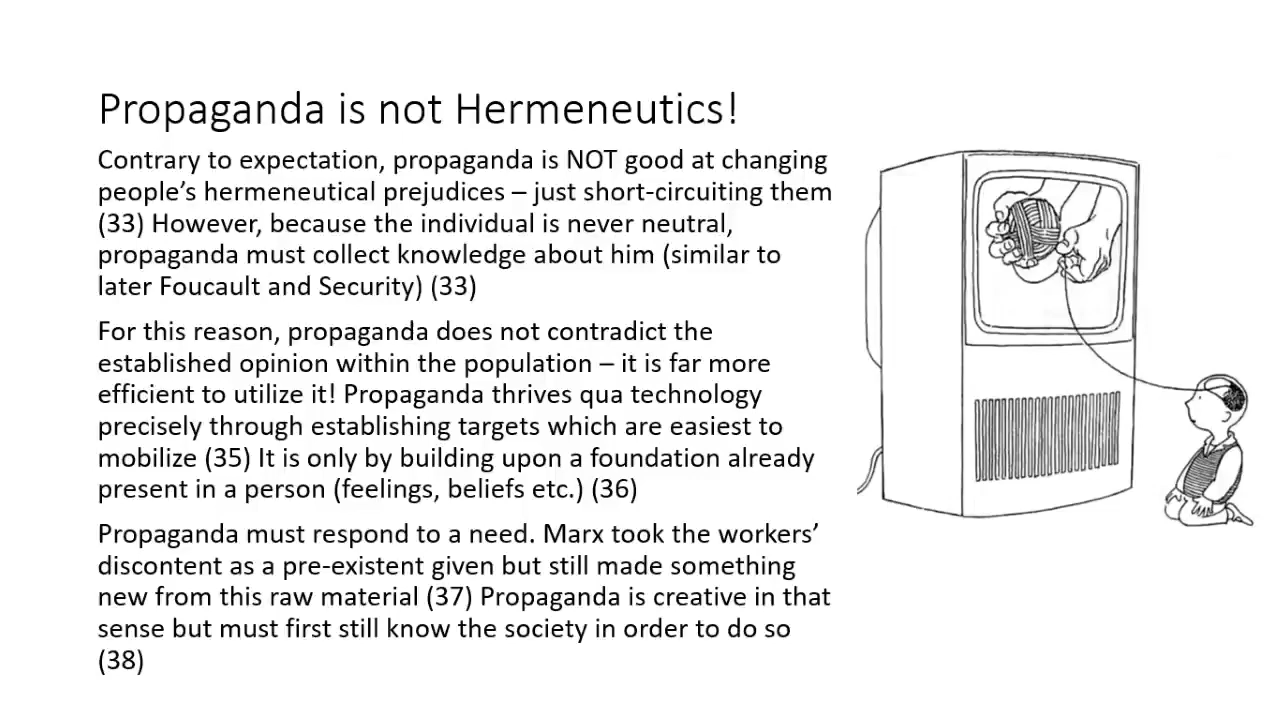 Propaganda is not Hermeneutics!
Contrary to expectation, propaganda is NOT good at changing
people’s hermeneutical prejudices – just short-circuiting them
(33) However, because the individual is never neutral,
propaganda must collect knowledge about him (similar to
later Foucault and Security) (33)
For this reason, propaganda does not contradict the
established opinion within the population – it is far more
efficient to utilize it! Propaganda thrives qua technology
precisely through establishing targets which are easiest to
mobilize (35) It is only by building upon a foundation already
present in a person (feelings, beliefs etc.) (36)
Propaganda must respond to a need. Marx took the workers’
discontent as a pre-existent given but still made something
new from this raw material (37) Propaganda is creative in that
sense but must first still know the society in order to do so
(38)